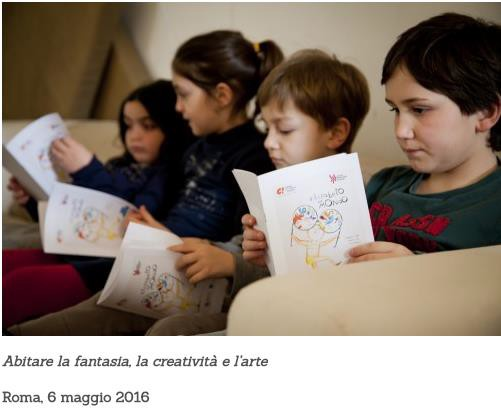 Abitare la fantasia, la creatività e l'arte
Roma, 6 maggio 2016